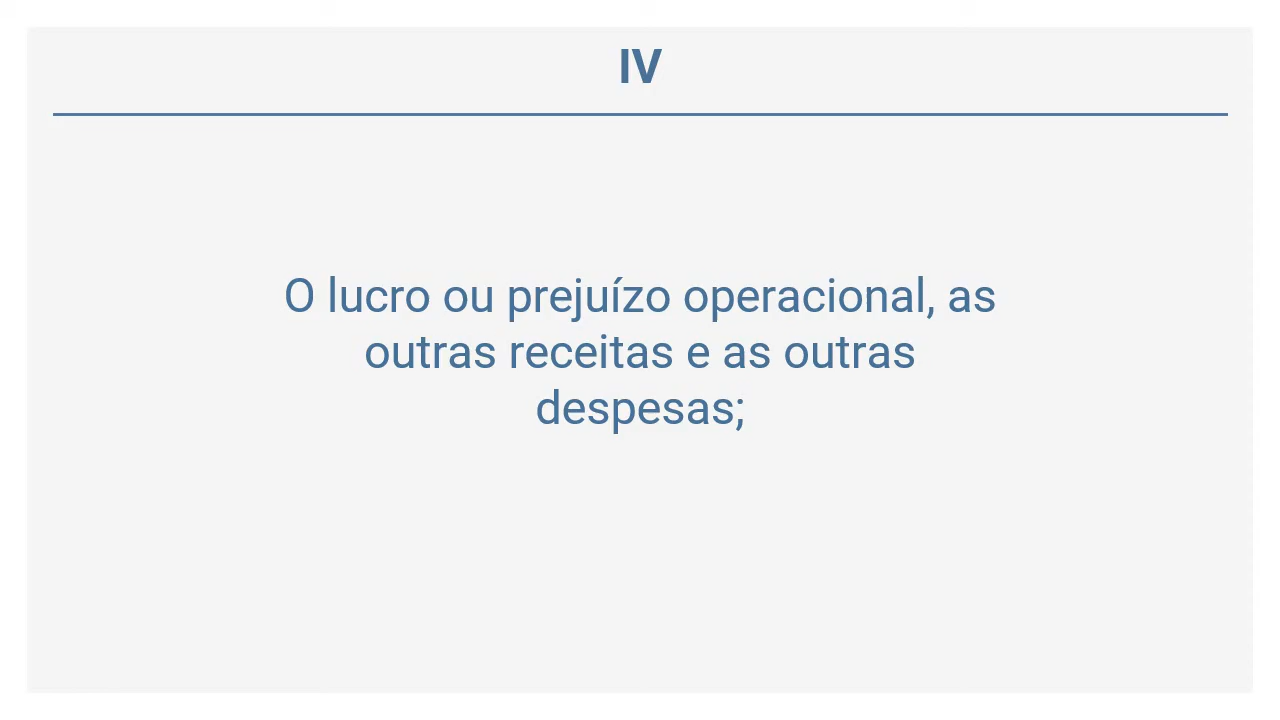 IV
O lucro ou prejuízo operacional, as
outras receitas e as outras
despesas;